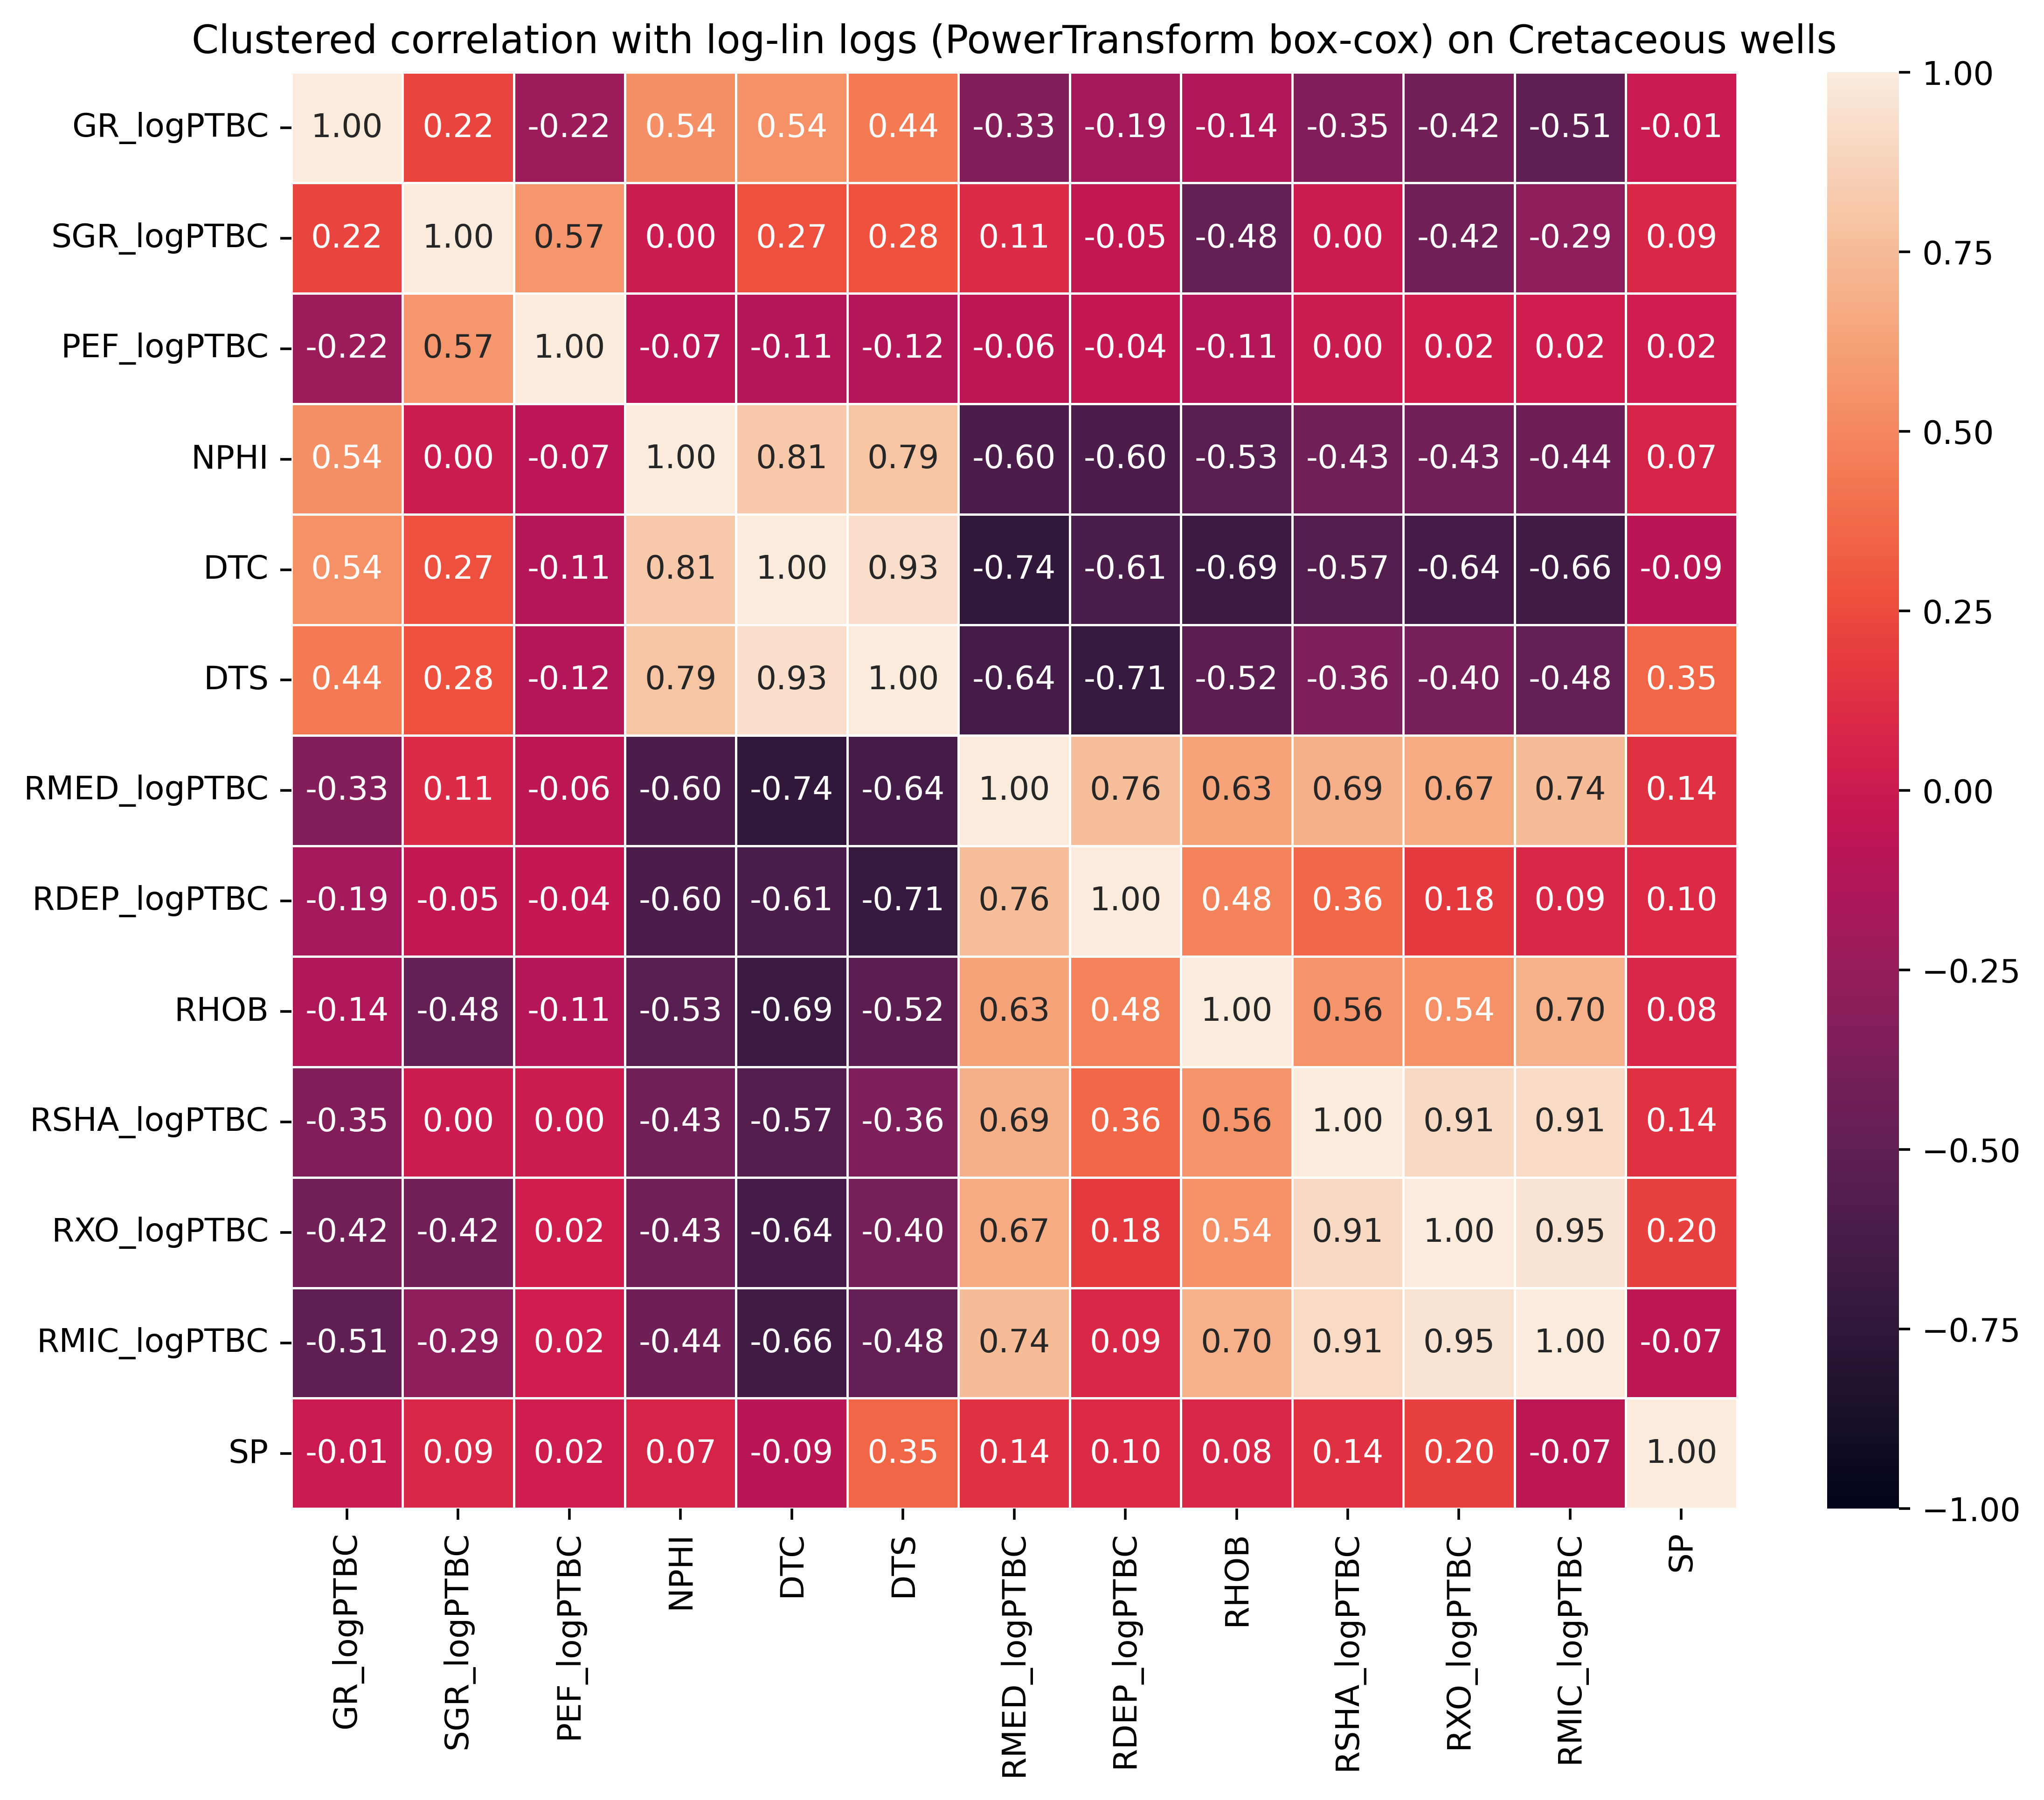 Clustered correlation with log-lin logs (PowerTransform box-cox) on Cretaceous wells
GR_logPTBC 1.00 0.22 -0.22 0.54 0.54 0.44 -0.33 -0.19 -0.14 -0.35 -0.42 -0.51 -0.01
SGR_logPTBC 0.22 1.00 0.57 0.00 0.27 0.28 0.11 -0.05 -0.48 0.00 -0.42 -0.29 0.09
PEF_logPTBC -0.22 0.57 1.00 -0.07 -0.11 -0.12 -0.06 -0.04 -0.11 0.00 0.02 0.02 0.02
NPHI 0.54 0.00 -0.07 1.00 0.81 0.79 -0.60 -0.60 -0.53 -0.43 -0.43 -0.44 0.07
DTC 0.54 0.27 -0.11 0.81 1.00 0.93 -0.74 -0.61 -0.69 -0.57 -0.64 -0.66 -0.09
DTS 0.44 0.28 -0.12 0.79 0.93 1.00 -0.64 -0.71 -0.52 -0.36 -0.40 -0.48 0.35
RMED_logPTBC -0.33 0.11 -0.06 -0.60 -0.74 -0.64 1.00 0.76 0.63 0.69 0.67 0.74 0.14
RDEP_logPTBC -0.19 -0.05 -0.04 -0.60 -0.61 -0.71 0.76 1.00 0.48 0.36 0.18 0.09 0.10
RHOB -0.14 -0.48 -0.11 -0.53 -0.69 -0.52 0.63 0.48 1.00 0.56 0.54 0.70 0.08
RSHA_logPTBC -0.35 0.00 0.00 -0.43 -0.57 -0.36 0.69 0.36 0.56 1.00 0.91 0.91 0.14
RXO_logPTBC -0.42 -0.42 0.02 -0.43 -0.64 -0.40 0.67 0.18 0.54 0.91 1.00 0.95 0.20
RMIC_logPTBC -0.51 -0.29 0.02 -0.44 -0.66 -0.48 0.74 0.09 0.70 0.91 0.95 1.00 -0.07
SP -0.01 0.09 0.02 0.07 -0.09 0.35 0.14 0.10 0.08 0.14 0.20 -0.07 1.00
GR_logPTBC
SGR_logPTBC
PEF_logPTBC
NPHI
DTC
DTS
RMED_logPTBC
RDEP_logPTBC
RHOB
RSHA_logPTBC
RXO_logPTBC
RMIC_logPTBC
SP
1.00
0.75
0.50
0.25
0.00
−0.25
−0.50
−0.75
−1.00